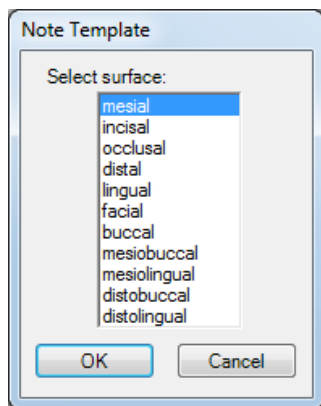 Note Template
Select surface:
mesial
incisal
occlusal
distal
lingual
facial
buccal
mesiobuccal
mesiolingual
distobuccal
distolingual
OK Cancel